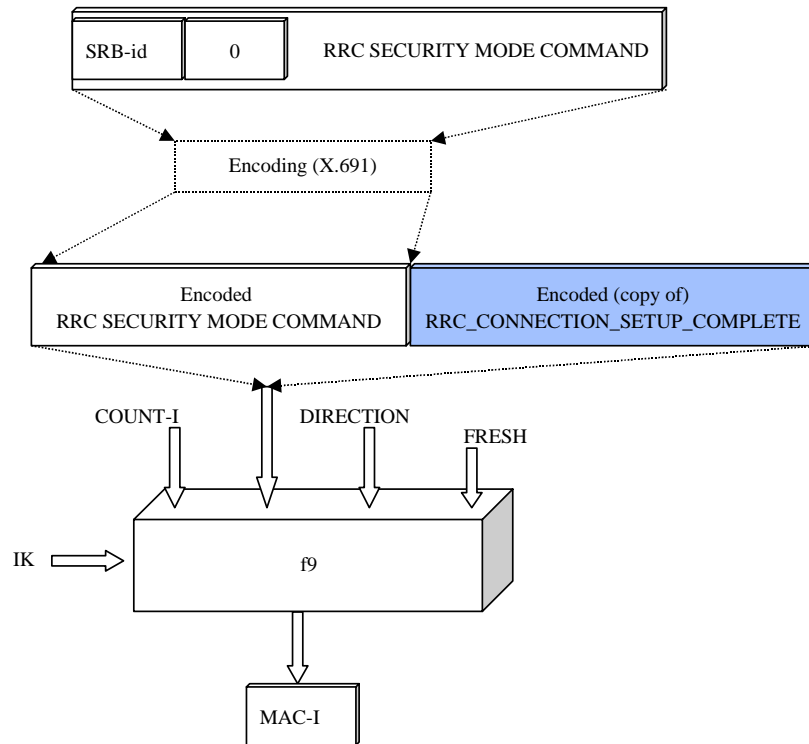 SRB-id 0 RRC SECURITY MODE COMMAND
Encoding (X.691)
Encoded
RRC SECURITY MODE COMMAND
Encoded (copy of)
RRC_CONNECTION_SETUP_COMPLETE
COUNT-I
DIRECTION
FRESH
IK
f9
MAC-I